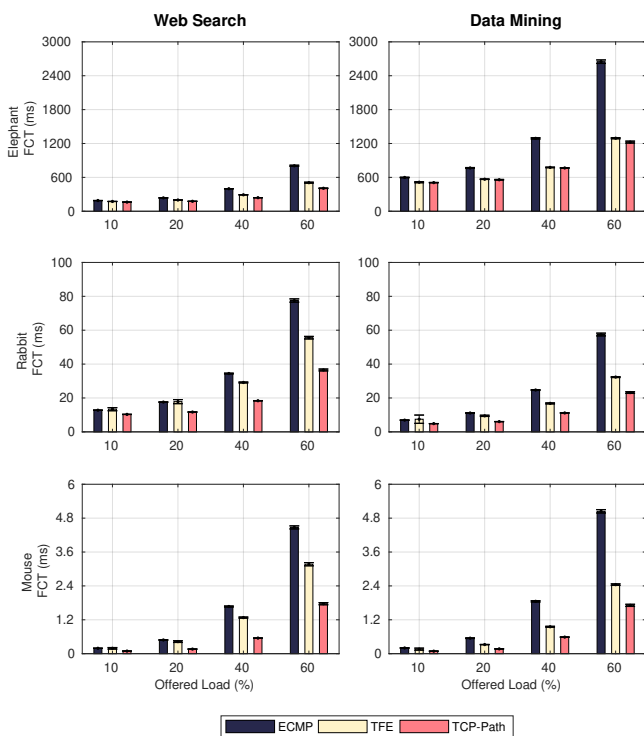 Web Search
Data Mining
Elephant
FCT (ms)
3000
2400
1800
1200
600
0
10 20 40 60
3000
2400
1800
1200
600
0
10 20 40 60
Rabbit
FCT (ms)
100
80
60
40
20
0
10 20 40 60
100
80
60
40
20
0
10 20 40 60
Mouse
FCT (ms)
6
4.8
3.6
2.4
1.2
0
10 20 40 60
Offered Load (%)
6
4.8
3.6
2.4
1.2
0
10 20 40 60
Offered Load (%)
ECMP TFE TCP-Path